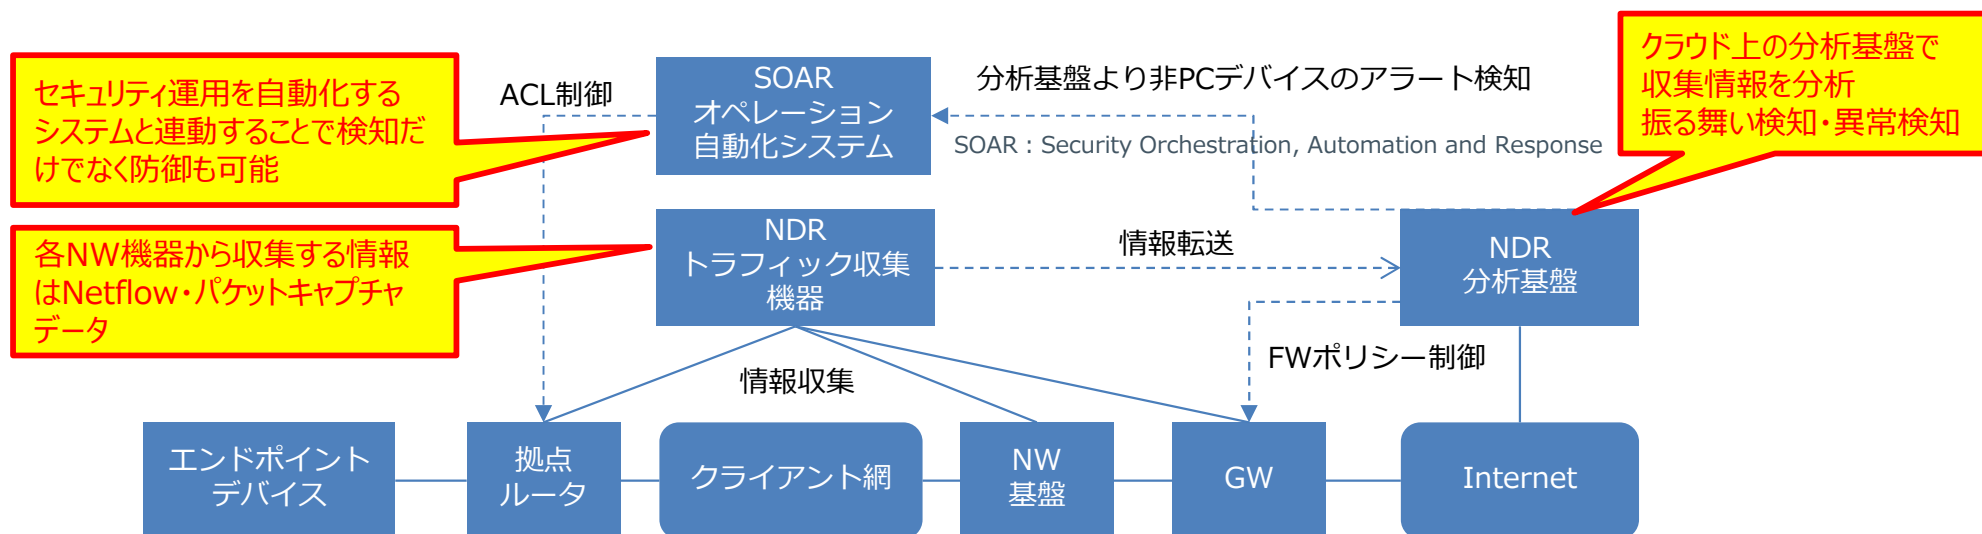 クラウド上の分析基盤で
収集情報を分析
振る舞い検知・異常検知
セキュリティ運用を自動化する
システムと連動することで検知だ
けでなく防御も可能
ACL制御
SOAR
オペレーション
自動化システム
分析基盤より非PCデバイスのアラート検知
SOAR : Security Orchestration, Automation and Response
各NW機器から収集する情報
はNetflow・パケットキャプチャ
データ
NDR
トラフィック収集
機器
情報転送
NDR
分析基盤
情報収集
FWポリシー制御
エンドポイント
デバイス
拠点
ルータ
クライアント網
NW
基盤
GW
Internet